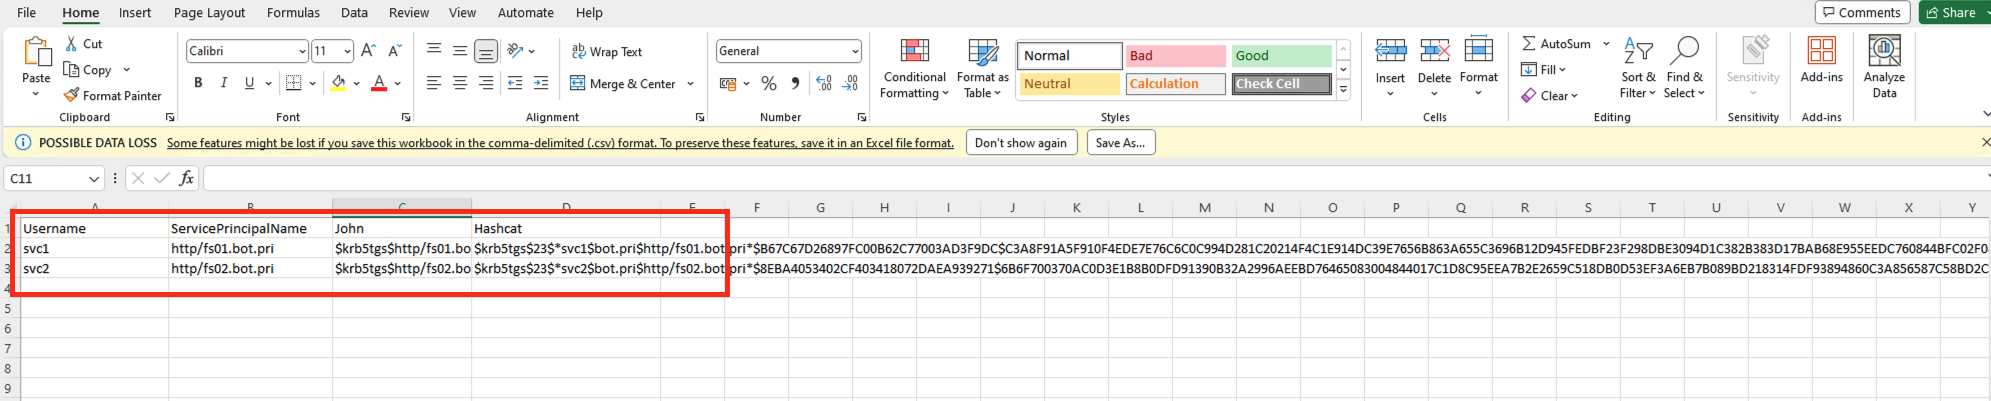 File Home Insert Page Layout Formulas Data Review View Automate Help Comments Share
Paste Cut Copy Format Painter
Clipboard
Calibri 11 A^ A˅
B I U A
Font
ab Wrap Text
Merge & Center
Alignment
General
% 9 .00
Number
Conditional Formatting Format as Table
Normal Bad Good
Neutral Calculation Check Cell
Styles
Insert Delete Format
Cells
AutoSum
Fill
Clear
Sort & Filter Find & Select
Editing
Sensitivity
Sensitivity
Add-ins
Add-ins
Analyze Data
POSSIBLE DATA LOSS Some features might be lost if you save this workbook in the comma-delimited (.csv) format. To preserve these features, save it in an Excel file format. Don't show again Save As...
C11 fx
A B C D E F G H I J K L M N O P Q R S T U V W X Y
1 Username ServicePrincipalName John Hashcat
2 svc1 http/fs01.bot.pri $krb5tgs$http/fs01.bo $krb5tgs$23$*svc1$bot.pri$http/fs01.bot.pri*$B67C67D26897FC00B62C77003AD3F9DC$C3A8F91A5F910F4EDE7E76C6C0C994D281C20214F4C1E914DC39E7656B863A655C3696B12D945FEDBF23F298DBE3094D1C382B383D17BAB68E955EEDC760844BFC02F0
3 svc2 http/fs02.bot.pri $krb5tgs$http/fs02.bo $krb5tgs$23$*svc2$bot.pri$http/fs02.bot.pri*$8EBA4053402CF403418072DAEA939271$6B6F700370AC0D3E1B8B0DFD91390B32A2996AEEBD76465083004844017C1D8C95EEA7B2E2659C518DB0D53EF3A6EB7B089BD218314FDF93894860C3A856587C58BD2C
4
5
6
7
8
9